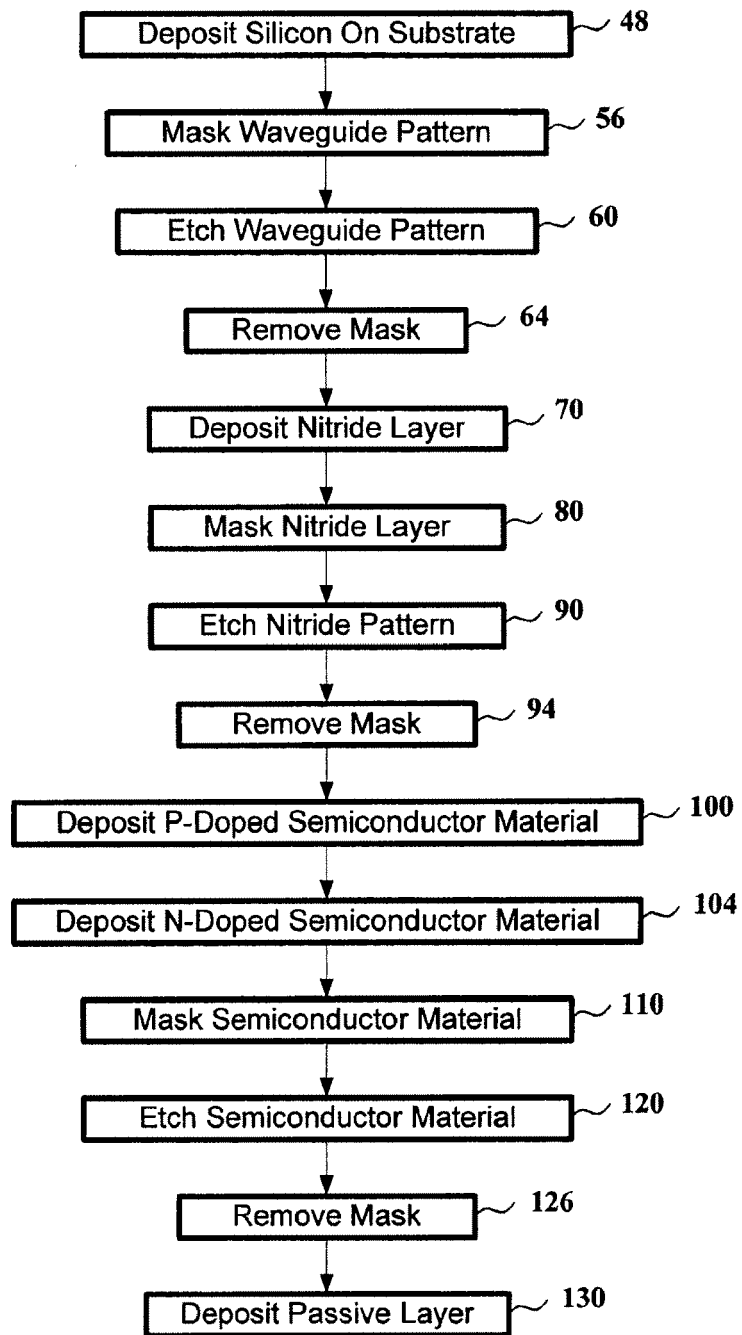 Deposit Silicon On Substrate 48
Mask Waveguide Pattern 56
Etch Waveguide Pattern 60
Remove Mask 64
Deposit Nitride Layer 70
Mask Nitride Layer 80
Etch Nitride Pattern 90
Remove Mask 94
Deposit P-Doped Semiconductor Material 100
Deposit N-Doped Semiconductor Material 104
Mask Semiconductor Material 110
Etch Semiconductor Material 120
Remove Mask 126
Deposit Passive Layer 130